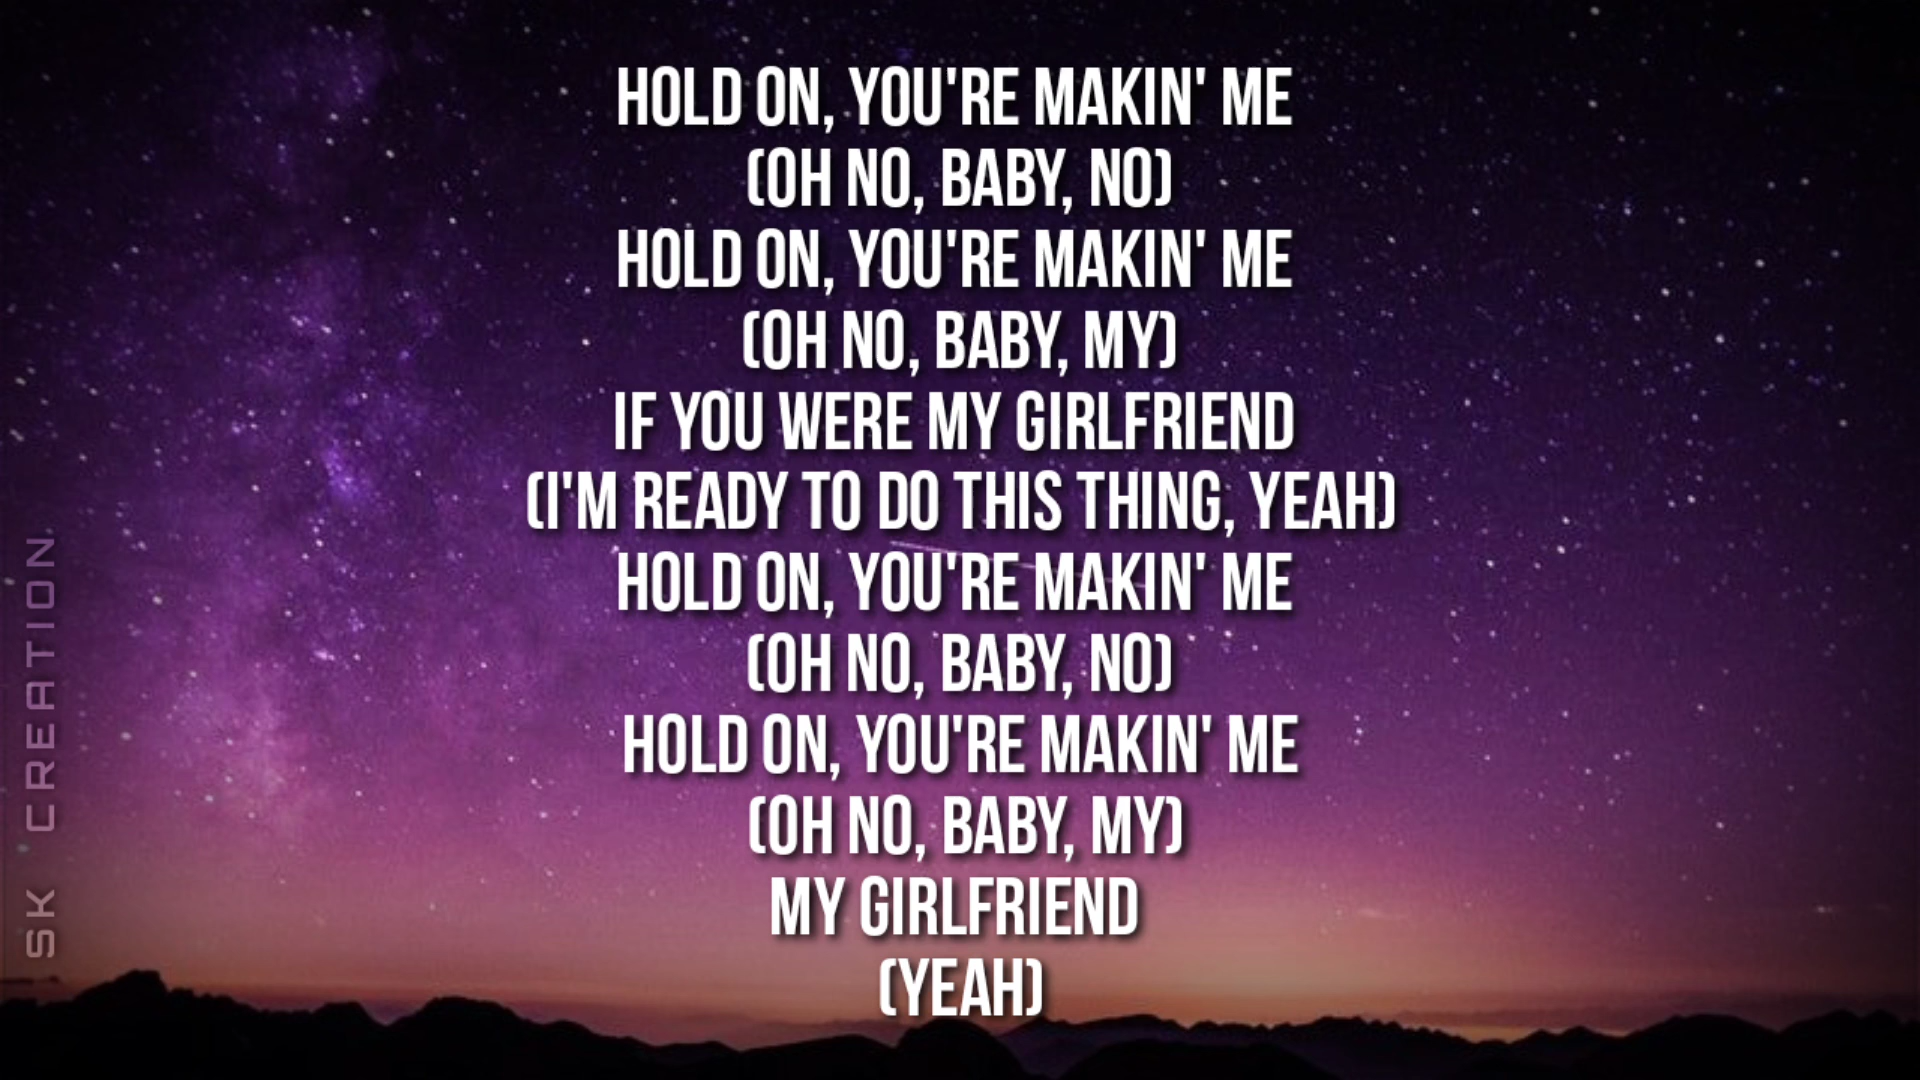 HOLD ON, YOU'RE MAKIN' ME
(OH NO, BABY, NO)
HOLD ON, YOU'RE MAKIN' ME
(OH NO, BABY, MY)
IF YOU WERE MY GIRLFRIEND
(I'M READY TO DO THIS THING, YEAH)
HOLD ON, YOU'RE MAKIN' ME
(OH NO, BABY, NO)
HOLD ON, YOU'RE MAKIN' ME
(OH NO, BABY, MY)
MY GIRLFRIEND
(YEAH)
SK CREATION